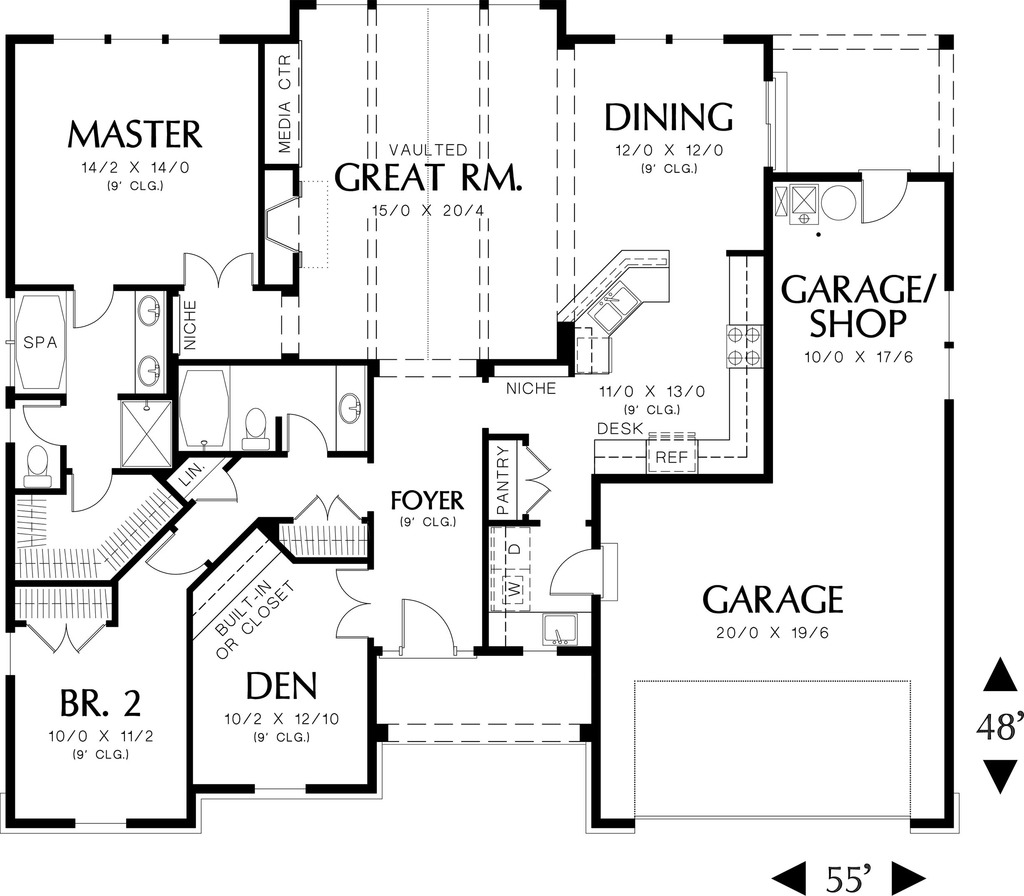 MEDIA CTR
MASTER
14/2 X 14/0
(9' CLG.)
VAULTED
GREAT RM.
15/0 X 20/4
DINING
12/0 X 12/0
(9' CLG.)
GARAGE/
SHOP
10/0 X 17/6
SPA
NICHE
NICHE
11/0 X 13/0
(9' CLG.)
DESK
REF
PANTRY
LIN.
FOYER
(9' CLG.)
D
W
BUILT-IN
OR CLOSET
GARAGE
20/0 X 19/6
BR. 2
10/0 X 11/2
(9' CLG.)
DEN
10/2 X 12/10
(9' CLG.)
48'
55'